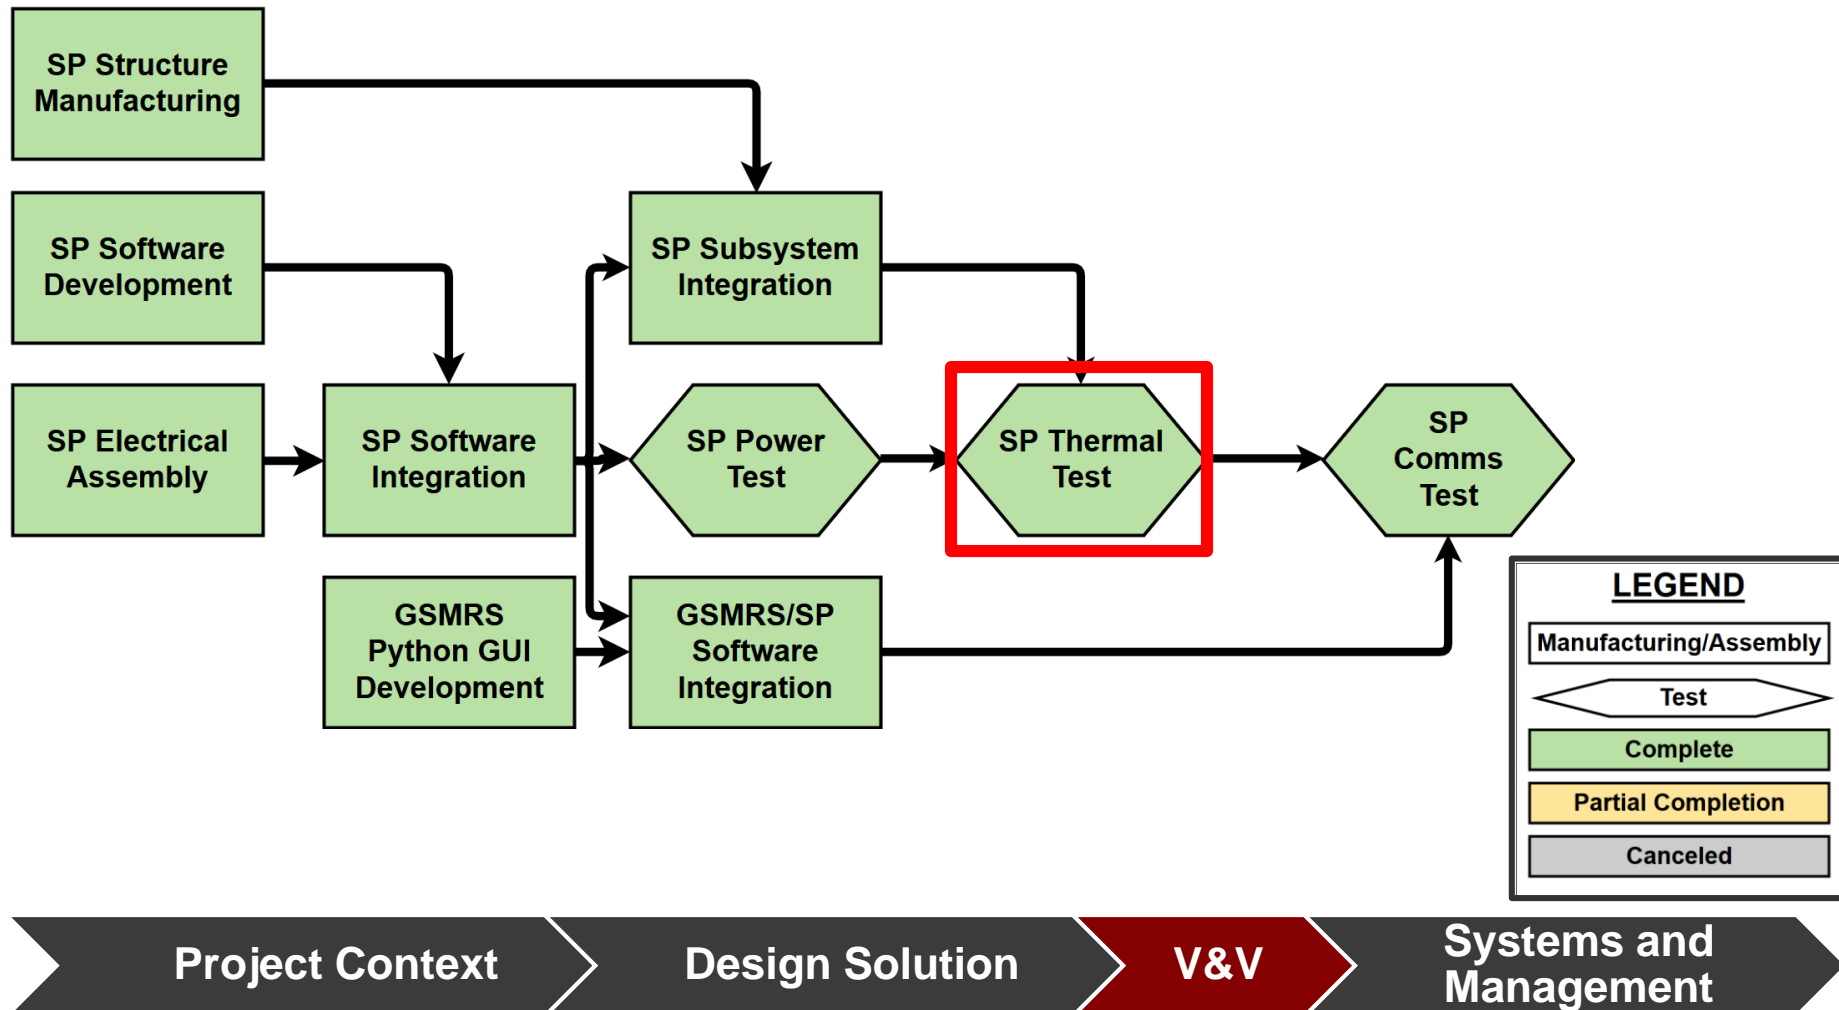 SP Structure
Manufacturing
SP Software
Development
SP Subsystem
Integration
SP Electrical
Assembly
SP Software
Integration
SP Power
Test
SP Thermal
Test
SP
Comms
Test
GSMRS
Python GUI
Development
GSMRS/SP
Software
Integration
LEGEND
Manufacturing/Assembly
Test
Complete
Partial Completion
Canceled
Project Context
Design Solution
V&V
Systems and
Management